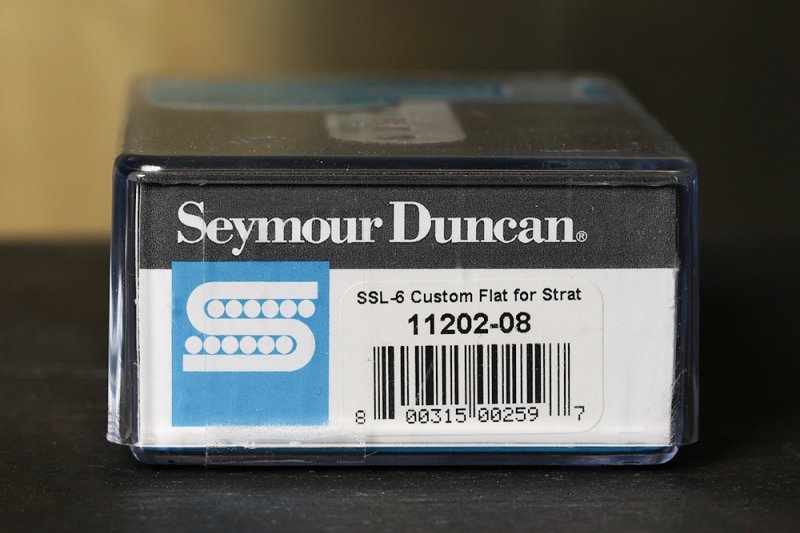 Seymour Duncan®
SSL-6 Custom Flat for Strat
11202-08
8 00315 00259 7